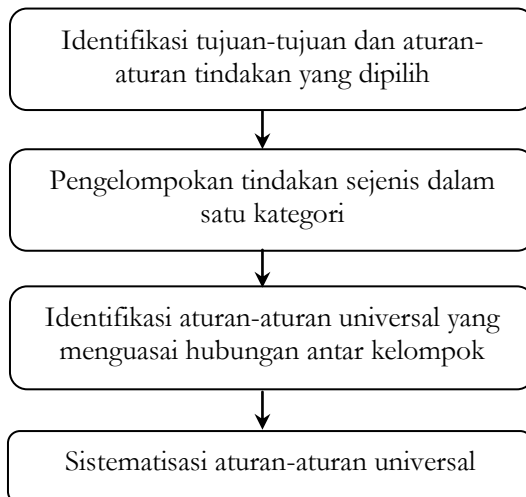 Identifikasi tujuan-tujuan dan aturan-
aturan tindakan yang dipilih
Pengelompokan tindakan sejenis dalam
satu kategori
Identifikasi aturan-aturan universal yang
menguasai hubungan antar kelompok
Sistematisasi aturan-aturan universal